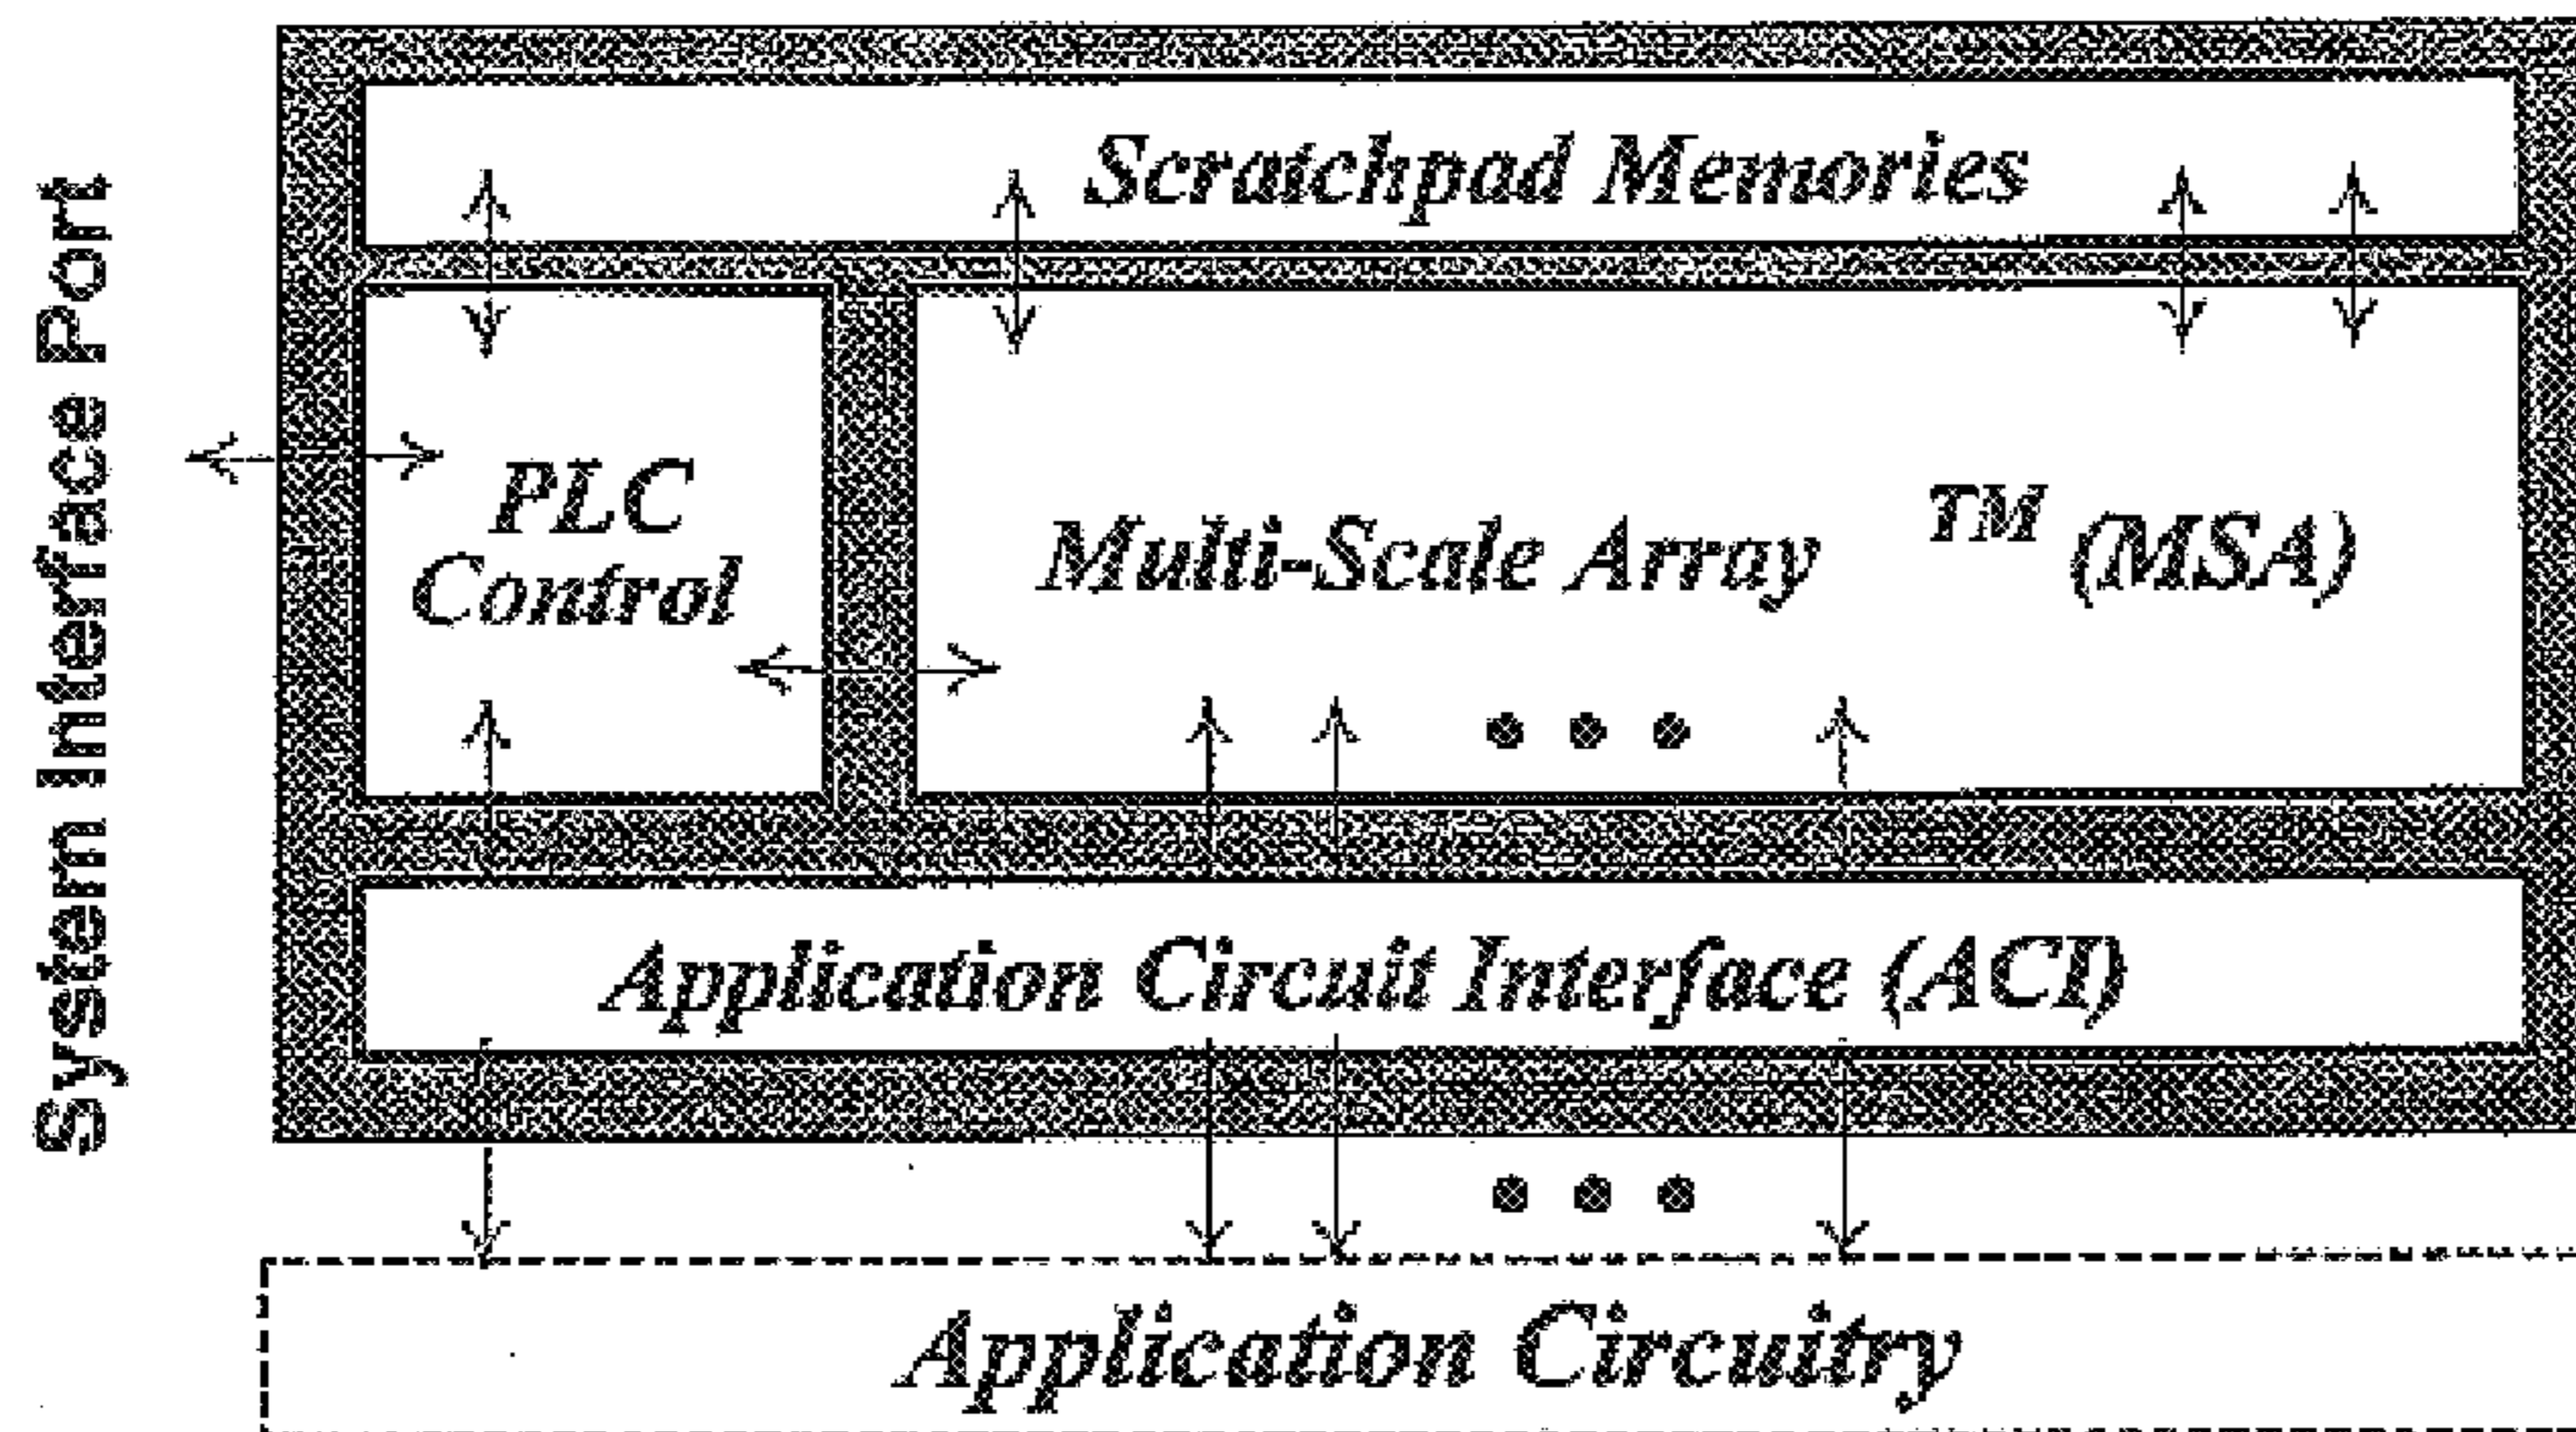 System Interface Port
Scratchpad Memories
PLC
Control
Multi-Scale Array TM (MSA)
Application Circuit Interface (ACI)
Application Circuitry